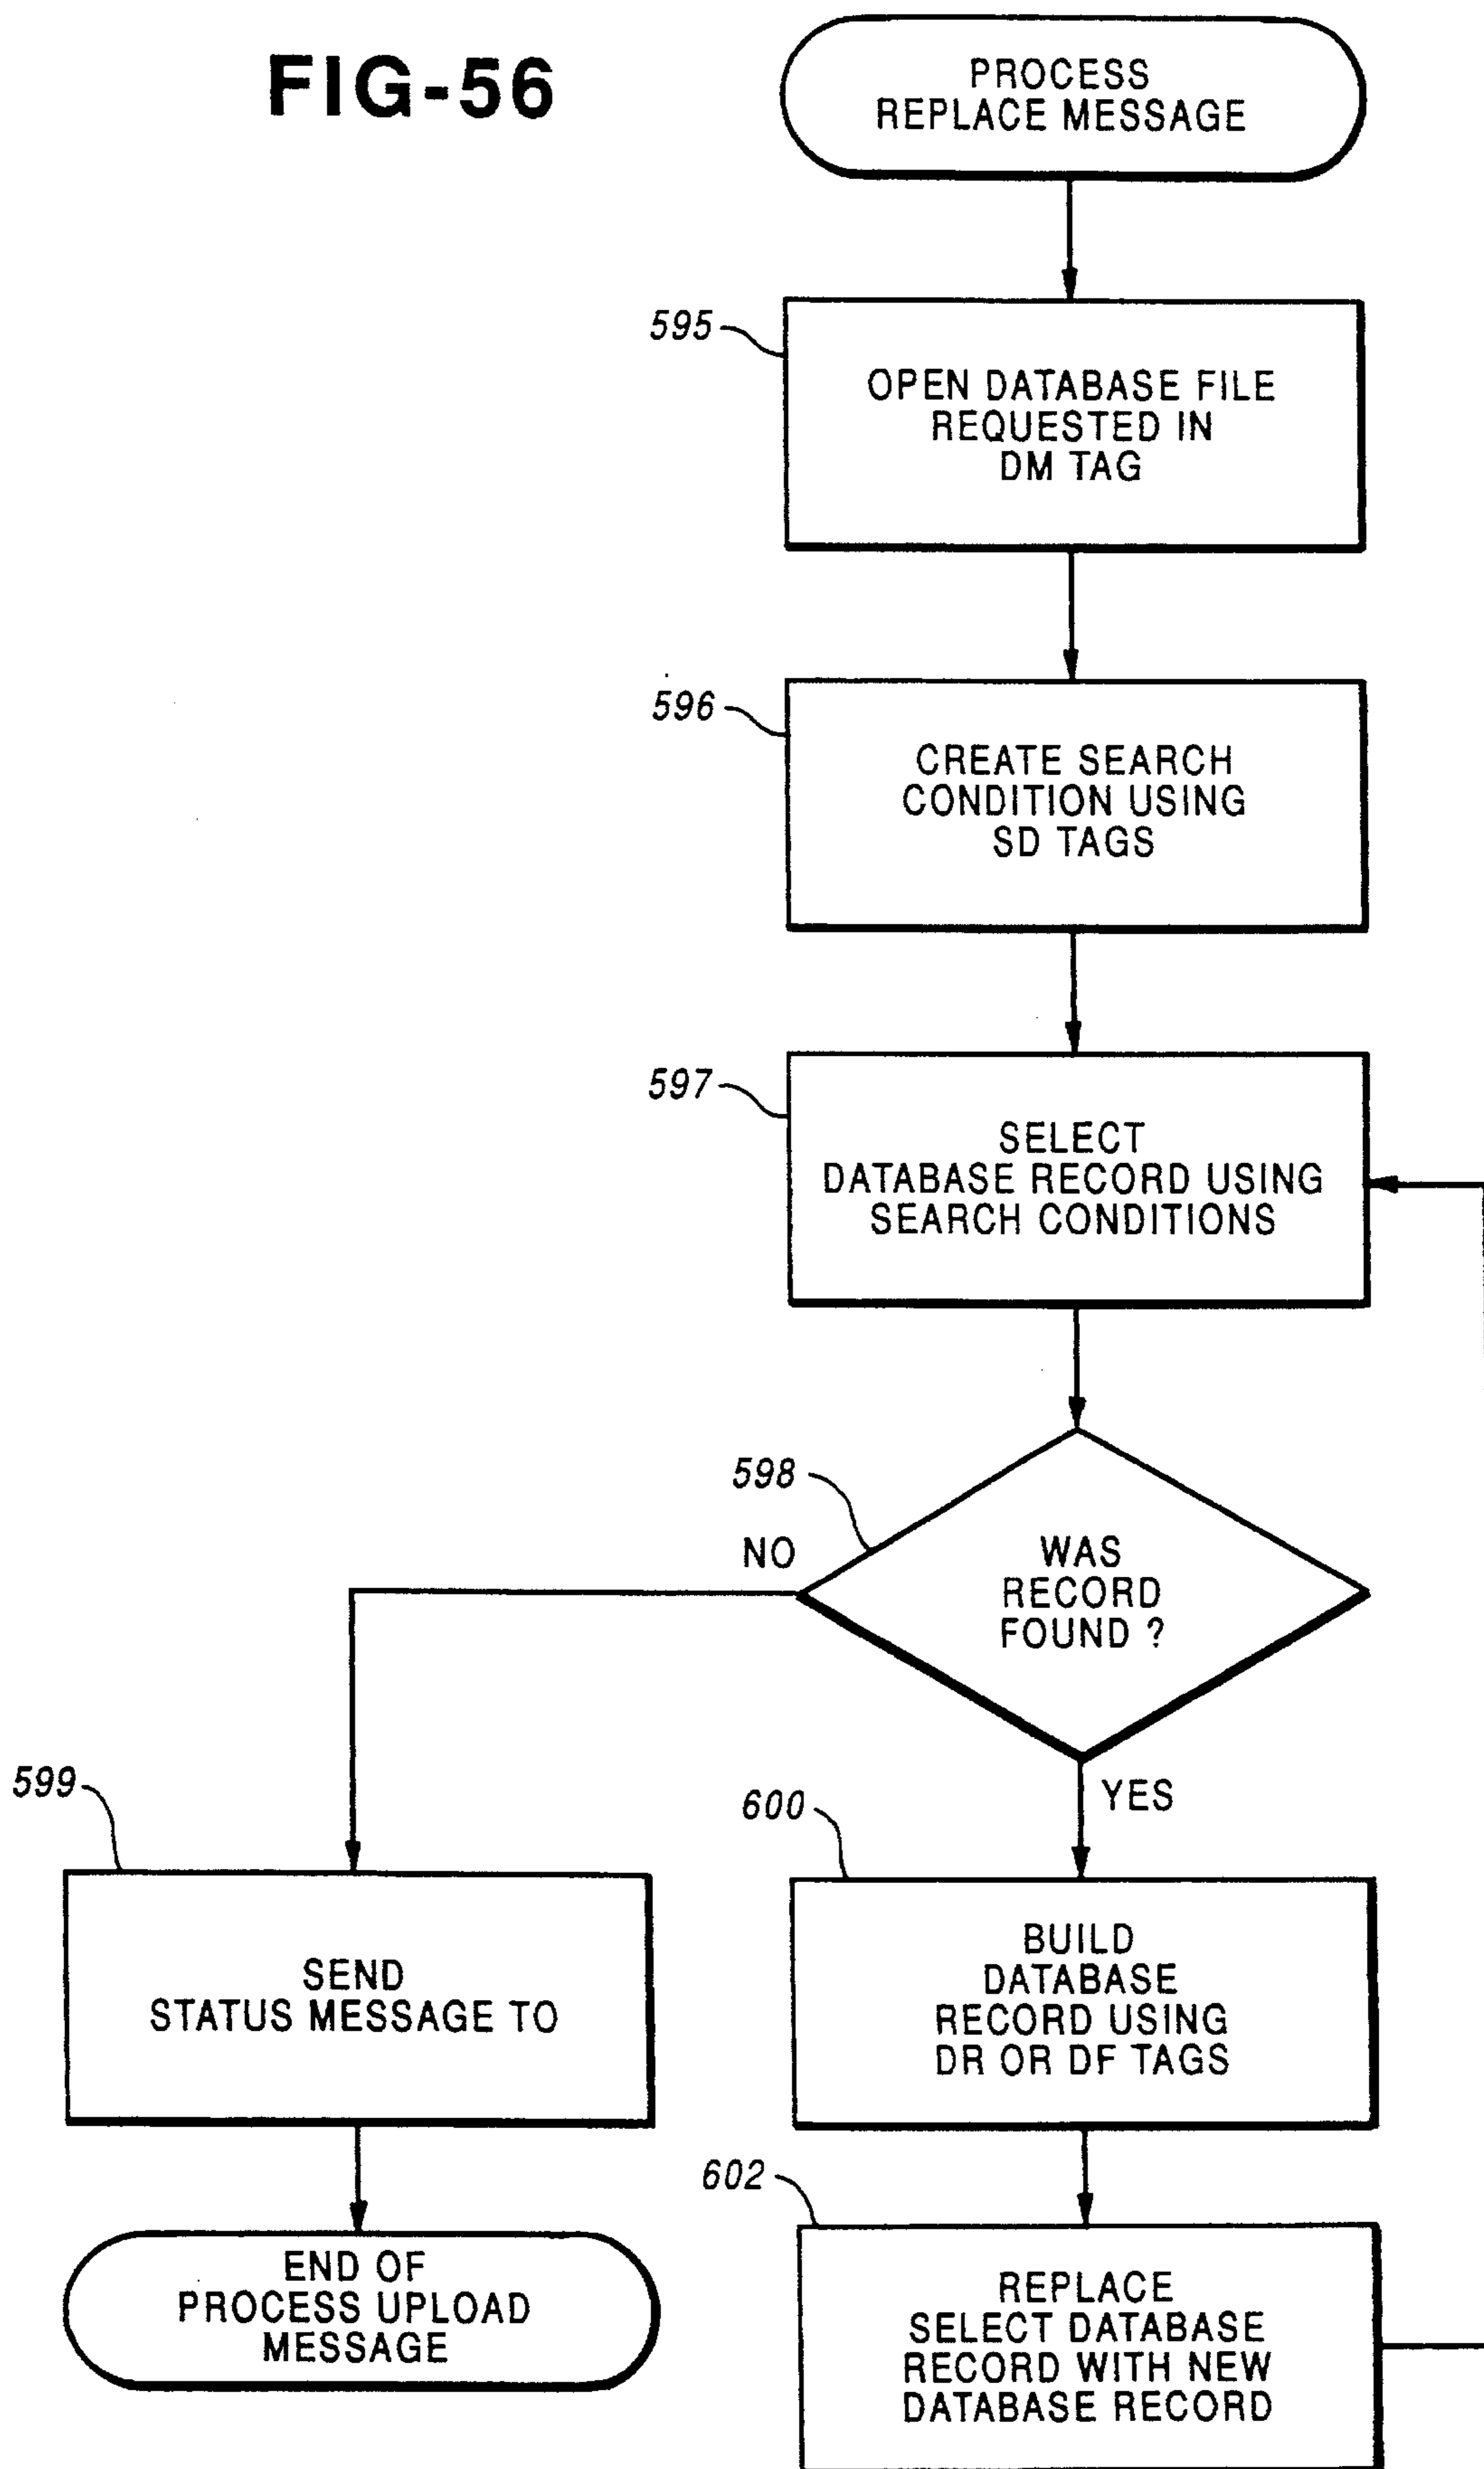 FIG-56
PROCESS
REPLACE MESSAGE
595
OPEN DATABASE FILE
REQUESTED IN
DM TAG
596
CREATE SEARCH
CONDITION USING
SD TAGS
597
SELECT
DATABASE RECORD USING
SEARCH CONDITIONS
598
NO
WAS
RECORD
FOUND ?
YES
599
SEND
STATUS MESSAGE TO
600
BUILD
DATABASE
RECORD USING
DR OR DF TAGS
END OF
PROCESS UPLOAD
MESSAGE
602
REPLACE
SELECT DATABASE
RECORD WITH NEW
DATABASE RECORD